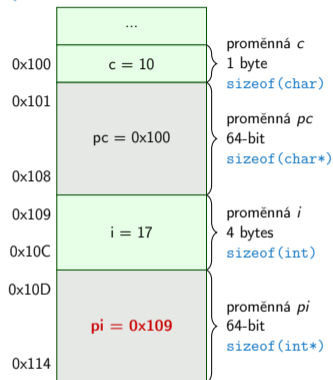 ...
0x100
c = 10
proměnná c
1 byte
sizeof(char)
0x101
pc = 0x100
0x108
proměnná pc
64-bit
sizeof(char*)
0x109
i = 17
0x10C
proměnná i
4 bytes
sizeof(int)
0x10D
pi = 0x109
0x114
proměnná pi
64-bit
sizeof(int*)